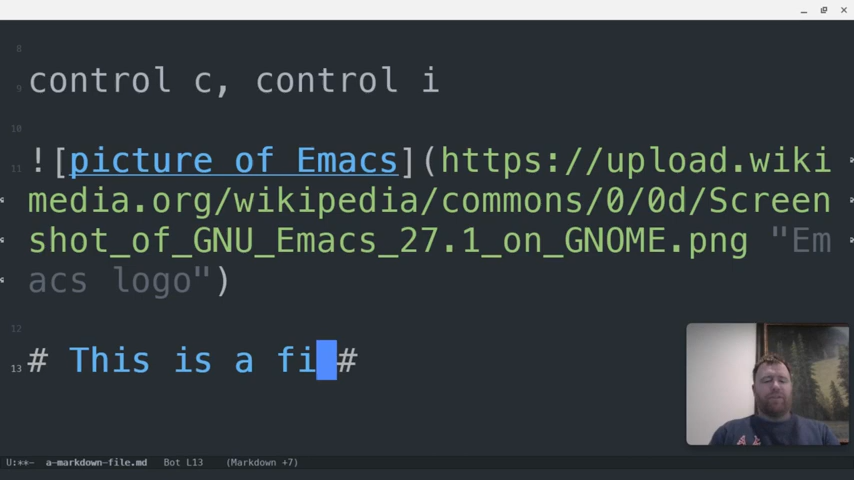 8
9 control c, control i
10
11 ![picture of Emacs](https://upload.wiki
media.org/wikipedia/commons/0/0d/Screen
shot_of_GNU_Emacs_27.1_on_GNOME.png "Em
acs logo")
12
13 # This is a fi #
U:**- a-markdown-file.md Bot L13 (Markdown +7)